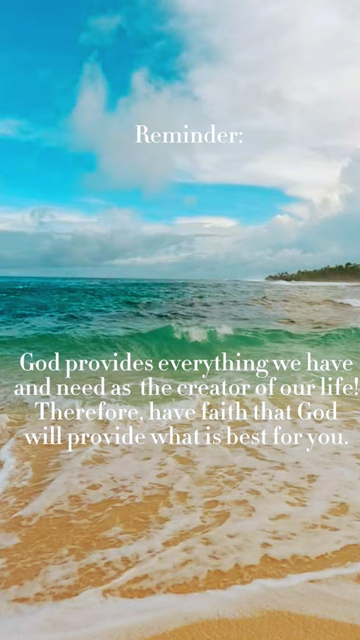 Reminder:
God provides everything we have
and need as the creator of our life!
Therefore, have faith that God
will provide what is best for you.